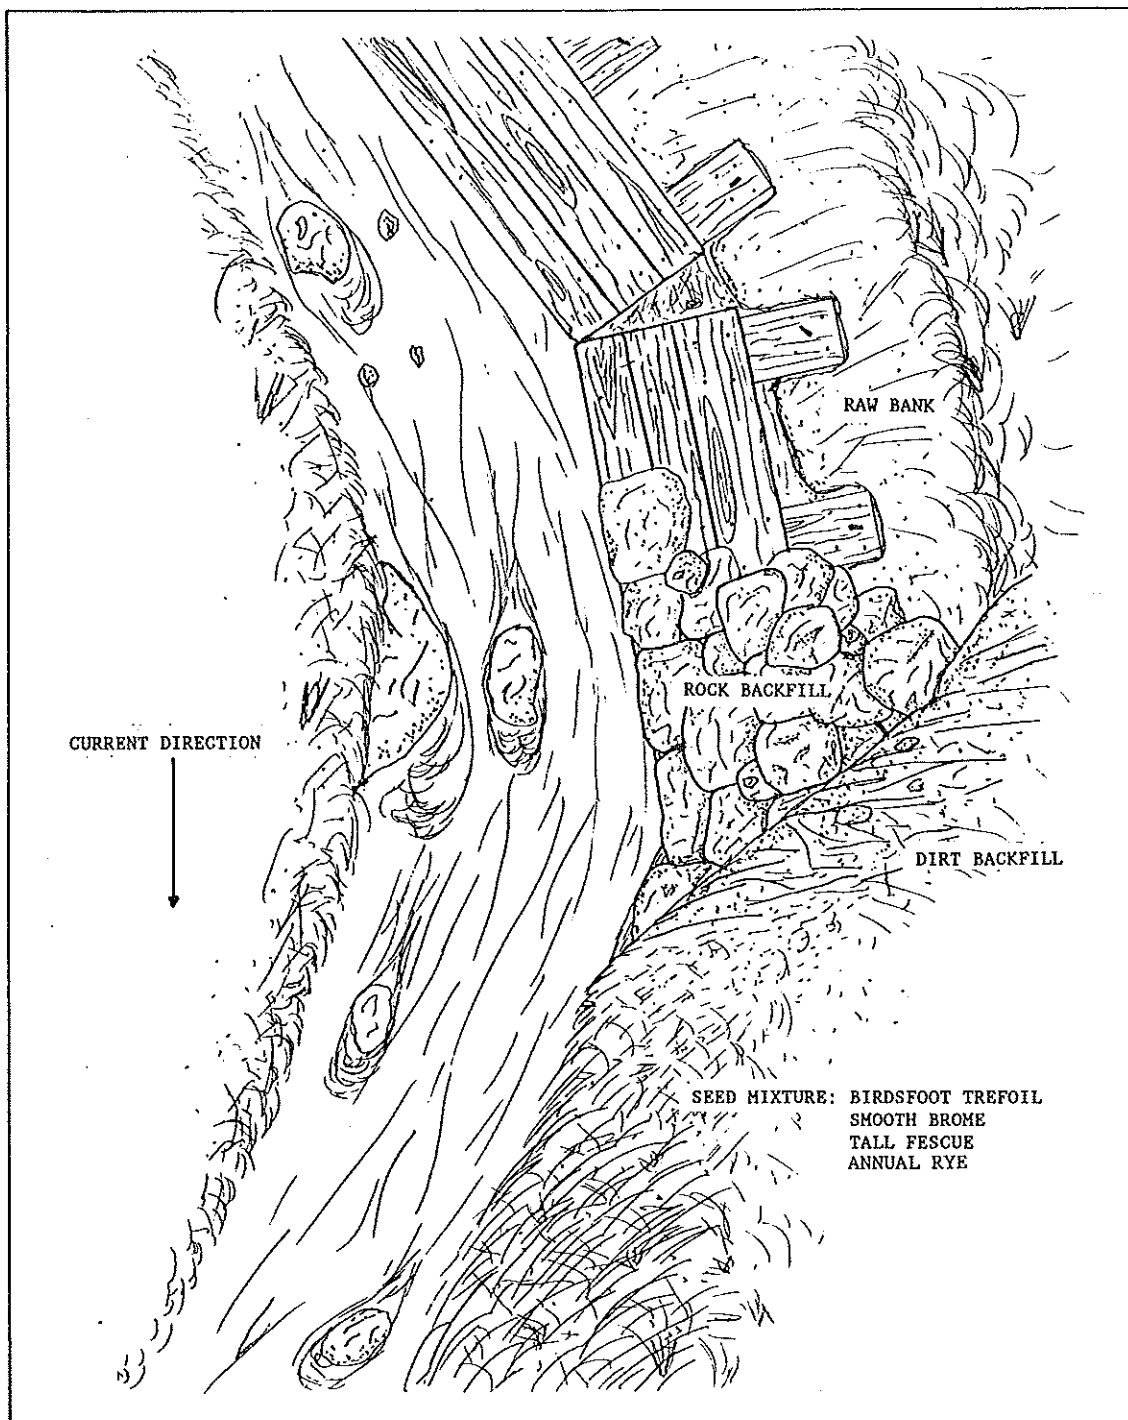 RAW BANK
ROCK BACKFILL
CURRENT DIRECTION
DIRT BACKFILL
SEED MIXTURE: BIRDSFOOT TREFOIL
SMOOTH BROME
TALL FESCUE
ANNUAL RYE